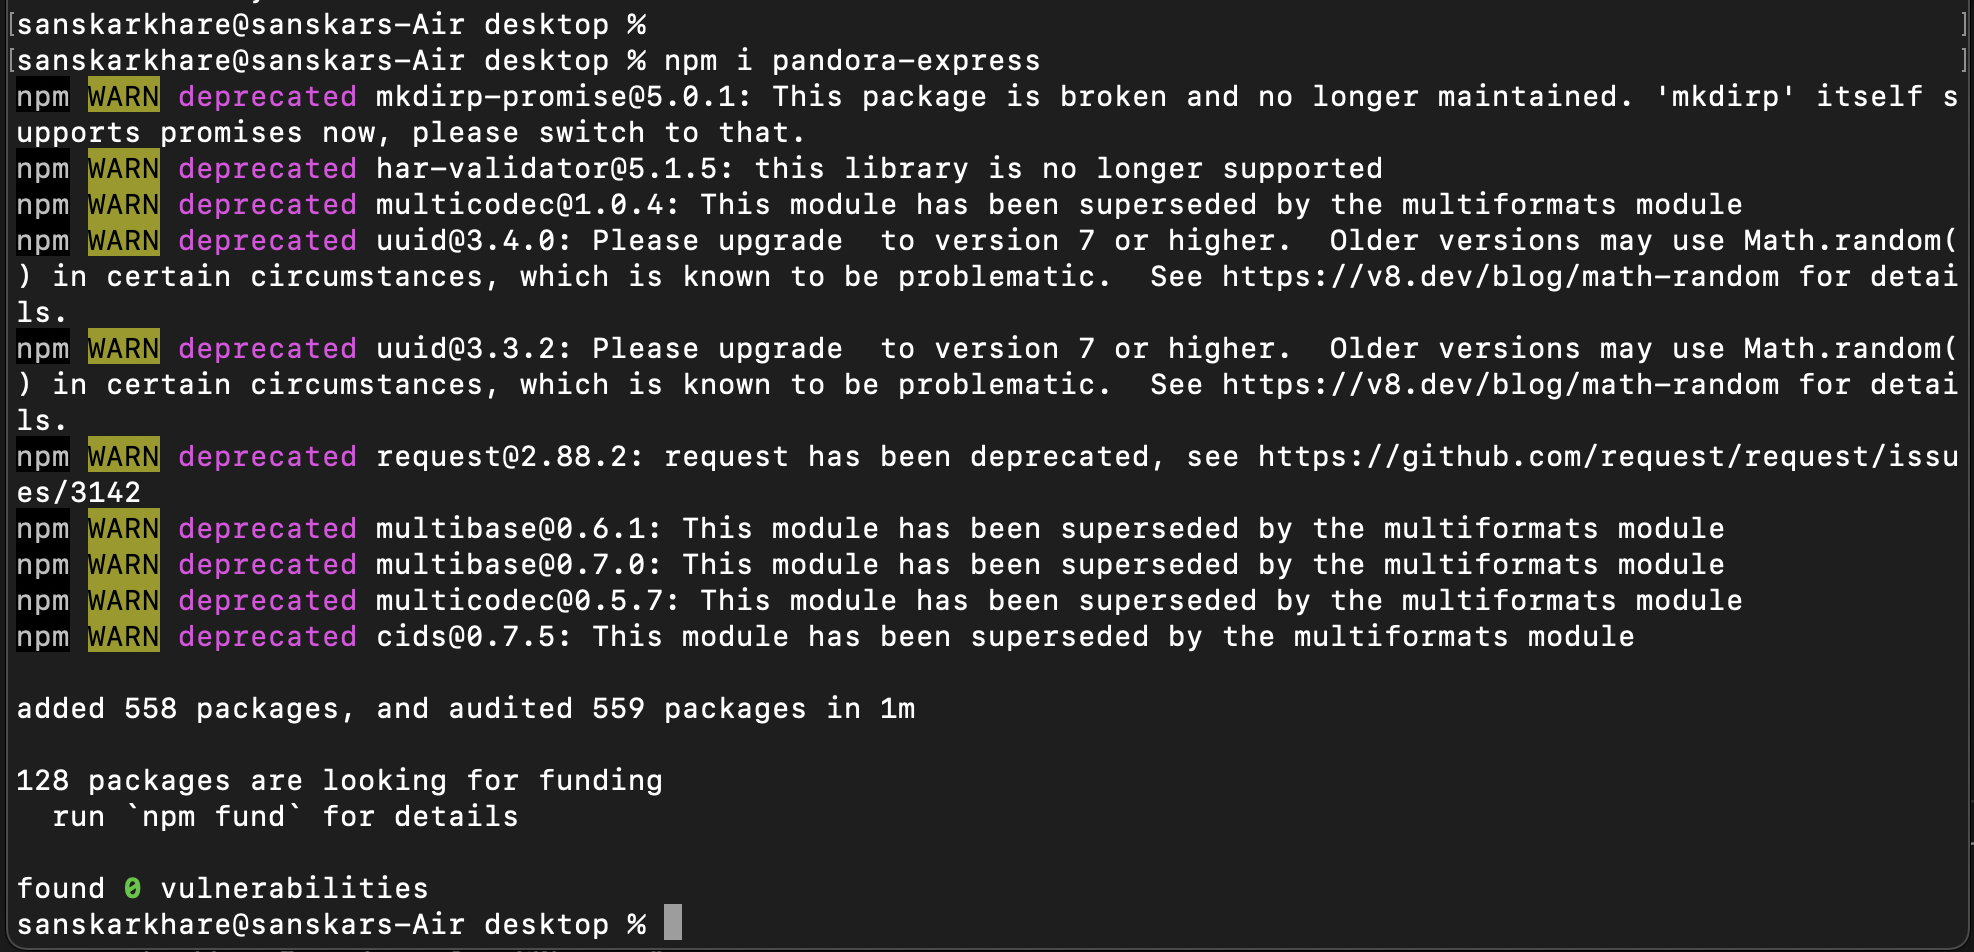 [sanskarkhare@sanskars-Air desktop % ]
[sanskarkhare@sanskars-Air desktop % npm i pandora-express ]
npm WARN deprecated mkdirp-promise@5.0.1: This package is broken and no longer maintained. 'mkdirp' itself s
upports promises now, please switch to that.
npm WARN deprecated har-validator@5.1.5: this library is no longer supported
npm WARN deprecated multicodec@1.0.4: This module has been superseded by the multiformats module
npm WARN deprecated uuid@3.4.0: Please upgrade  to version 7 or higher.  Older versions may use Math.random(
) in certain circumstances, which is known to be problematic.  See https://v8.dev/blog/math-random for detai
ls.
npm WARN deprecated uuid@3.3.2: Please upgrade  to version 7 or higher.  Older versions may use Math.random(
) in certain circumstances, which is known to be problematic.  See https://v8.dev/blog/math-random for detai
ls.
npm WARN deprecated request@2.88.2: request has been deprecated, see https://github.com/request/request/issu
es/3142
npm WARN deprecated multibase@0.6.1: This module has been superseded by the multiformats module
npm WARN deprecated multibase@0.7.0: This module has been superseded by the multiformats module
npm WARN deprecated multicodec@0.5.7: This module has been superseded by the multiformats module
npm WARN deprecated cids@0.7.5: This module has been superseded by the multiformats module
added 558 packages, and audited 559 packages in 1m
128 packages are looking for funding
  run `npm fund` for details
found 0 vulnerabilities
sanskarkhare@sanskars-Air desktop %